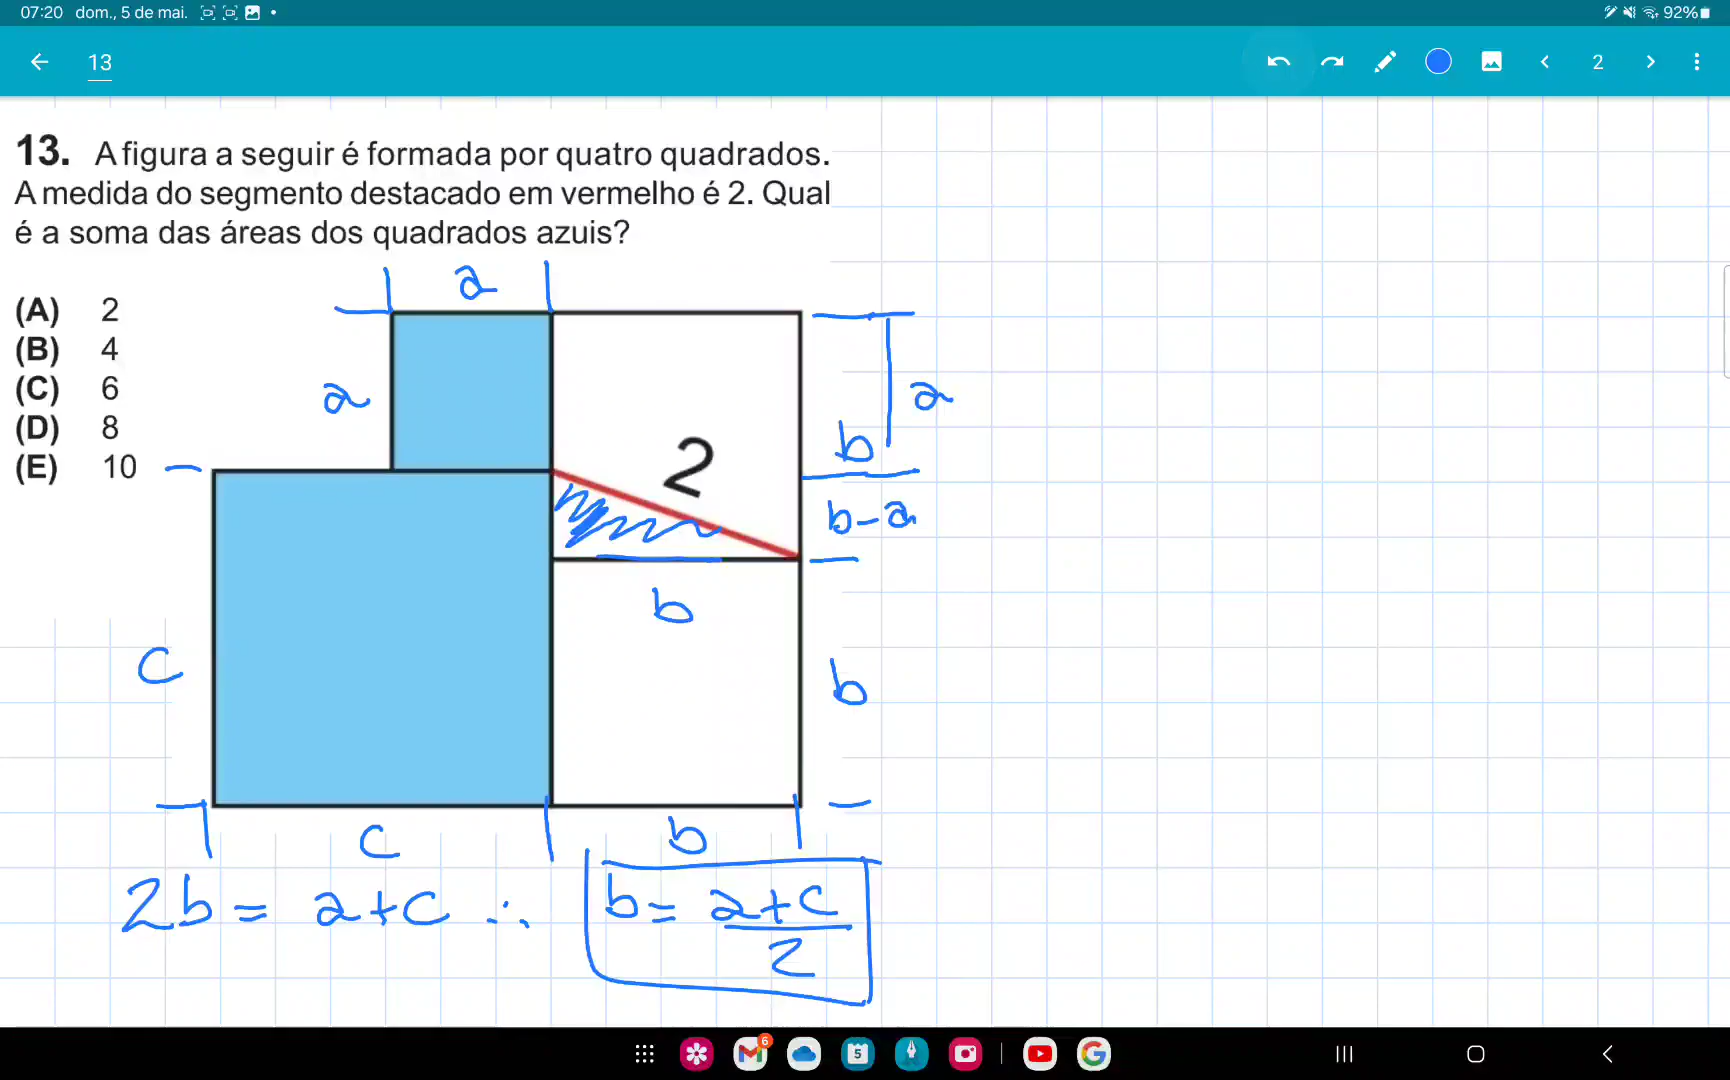 07:20 dom., 5 de mai.
92%
13
2
13. A figura a seguir é formada por quatro quadrados.
A medida do segmento destacado em vermelho é 2. Qual
é a soma das áreas dos quadrados azuis?
(A) 2
(B) 4
(C) 6
(D) 8
(E) 10
a
a
a
2
b
b-a
b
c
b
c
b
2b = a+c ∴ b = a+c
2
6
5